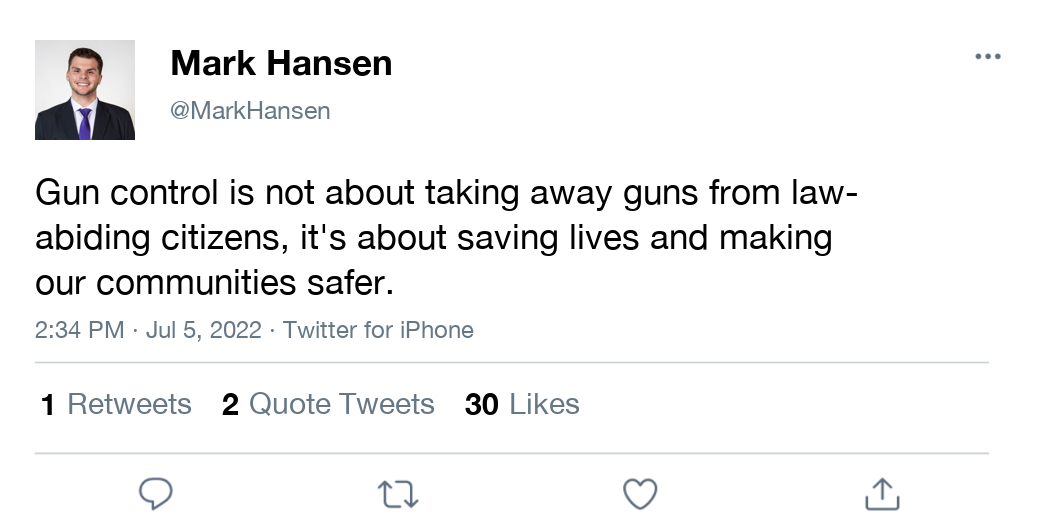 Mark Hansen
@MarkHansen
Gun control is not about taking away guns from law-
abiding citizens, it's about saving lives and making
our communities safer.
2:34 PM · Jul 5, 2022 · Twitter for iPhone
1 Retweets 2 Quote Tweets 30 Likes